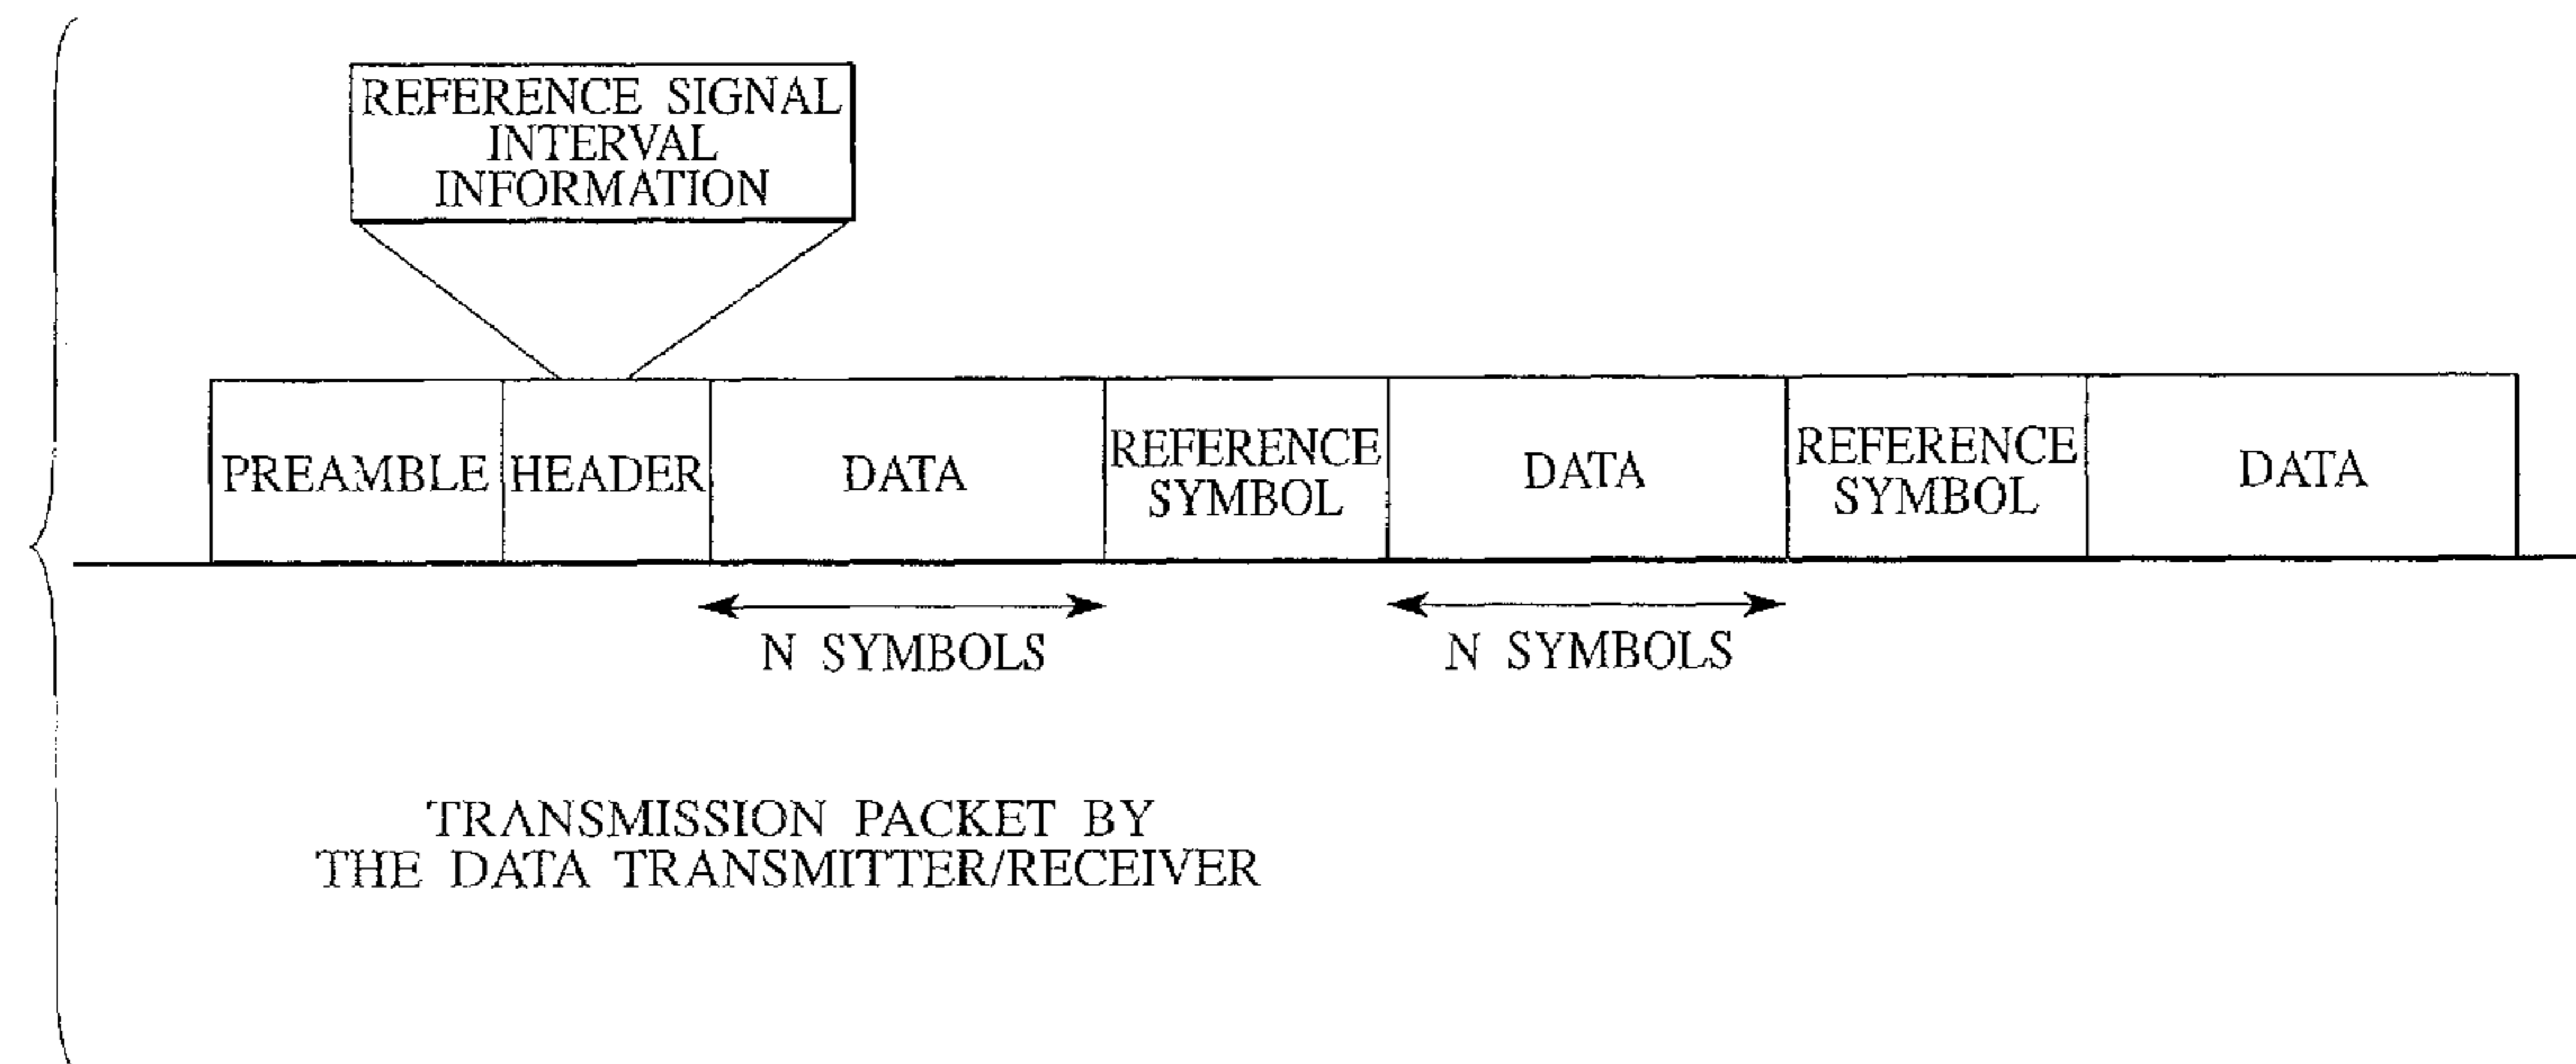 REFERENCE SIGNAL
INTERVAL
INFORMATION
PREAMBLE
HEADER
DATA
REFERENCE
SYMBOL
DATA
REFERENCE
SYMBOL
DATA
N SYMBOLS
N SYMBOLS
TRANSMISSION PACKET BY
THE DATA TRANSMITTER/RECEIVER